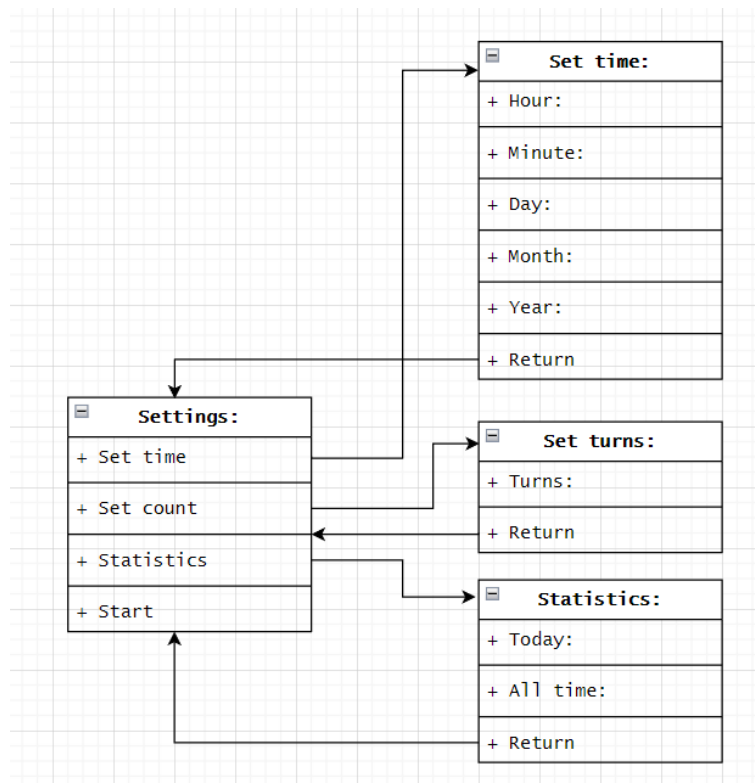 Set time:
+ Hour:
+ Minute:
+ Day:
+ Month:
+ Year:
+ Return
Settings:
+ Set time
+ Set count
+ Statistics
+ Start
Set turns:
+ Turns:
+ Return
Statistics:
+ Today:
+ All time:
+ Return